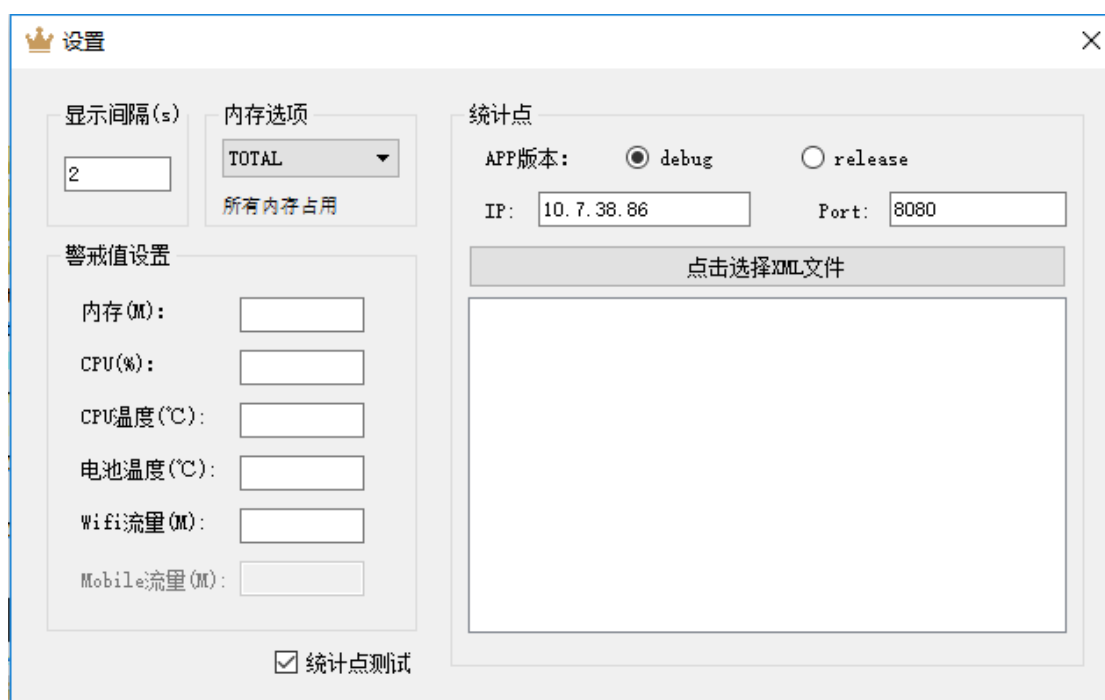 设置
显示间隔(s)
2
内存选项
TOTAL
所有内存占用
警戒值设置
内存(M):
CPU(%):
CPU温度(℃):
电池温度(℃):
Wifi流量(M):
Mobile流量(M):
统计点测试
统计点
APP版本: debug release
IP: 10.7.38.86 Port: 8080
点击选择XML文件